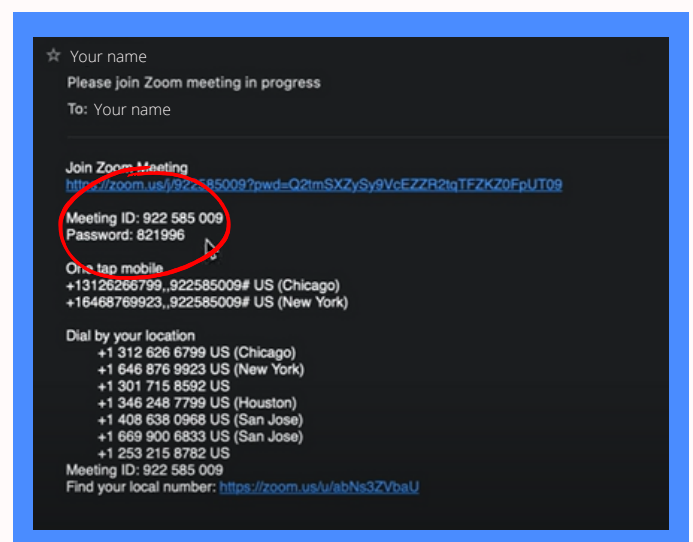 Your name
Please join Zoom meeting in progress
To: Your name
Join Zoom Meeting
https://zoom.us/j/922585009?pwd=Q2tmSXZySy9VcEZZR2tqTFZKZ0FpUT09
Meeting ID: 922 585 009
Password: 821996
One tap mobile
+13126266799,,922585009# US (Chicago)
+16468769923,,922585009# US (New York)
Dial by your location
+1 312 626 6799 US (Chicago)
+1 646 876 9923 US (New York)
+1 301 715 8592 US
+1 346 248 7799 US (Houston)
+1 408 638 0968 US (San Jose)
+1 669 900 6833 US (San Jose)
+1 253 215 8782 US
Meeting ID: 922 585 009
Find your local number: https://zoom.us/u/abNs3ZVbaU